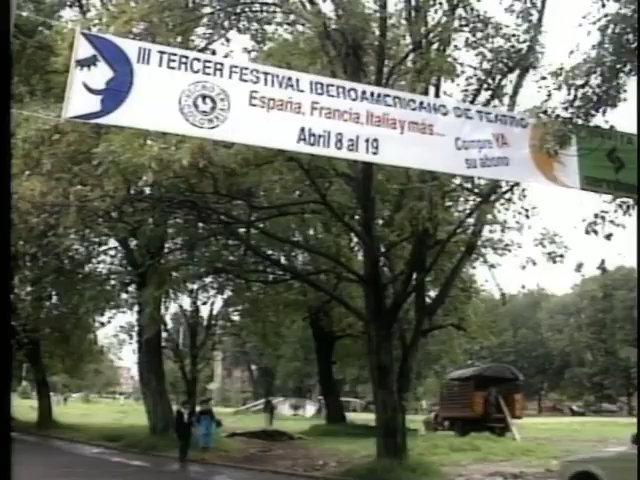 III TERCER FESTIVAL IBEROAMERICANO DE TEATRO
España, Francia, Italia y más...
Abril 8 al 19
Compre YA
su abono